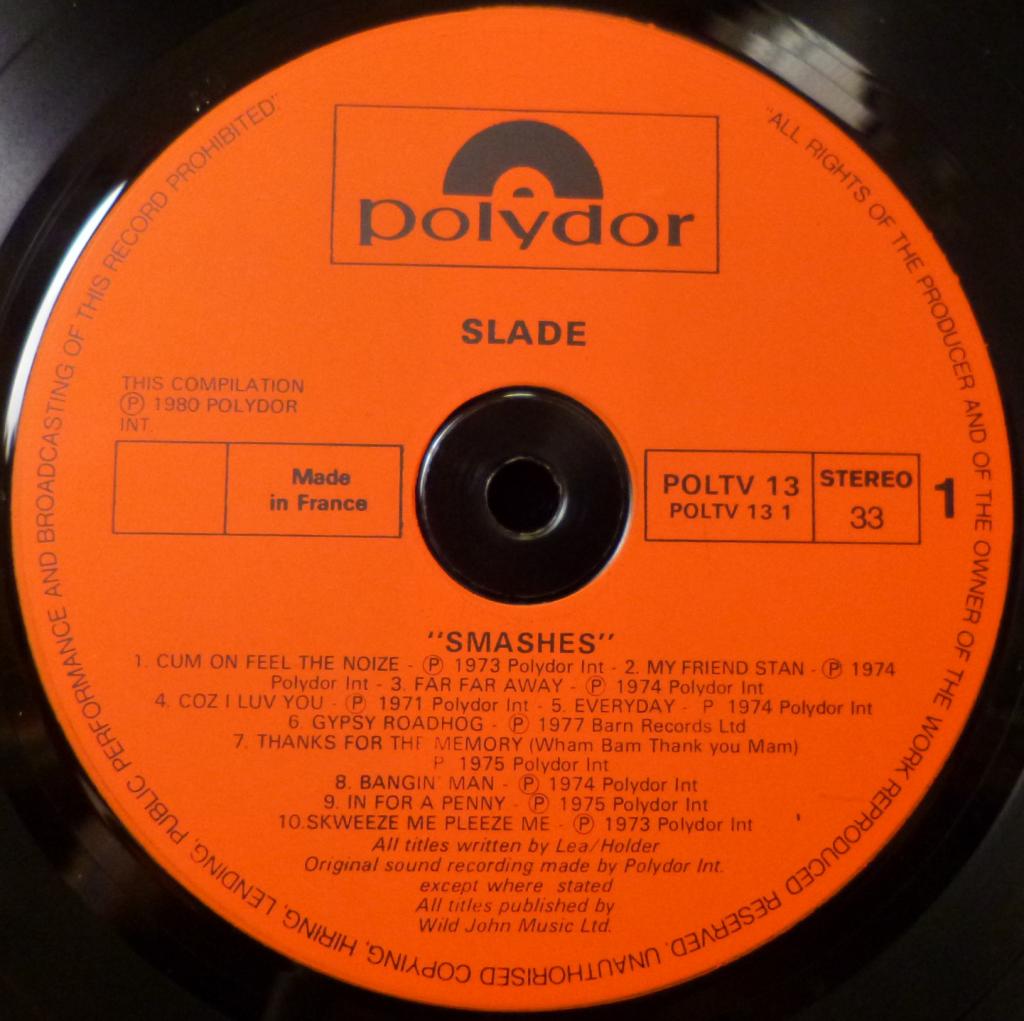 polydor
SLADE
THIS COMPILATION
℗ 1980 POLYDOR
INT.
Made
in France
POLTV 13
POLTV 13 1
STEREO
33
1
"SMASHES"
1. CUM ON FEEL THE NOIZE - ℗ 1973 Polydor Int - 2. MY FRIEND STAN - ℗ 1974
Polydor Int - 3. FAR FAR AWAY - ℗ 1974 Polydor Int
4. COZ I LUV YOU - ℗ 1971 Polydor Int - 5. EVERYDAY - P 1974 Polydor Int
6. GYPSY ROADHOG - ℗ 1977 Barn Records Ltd
7. THANKS FOR THE MEMORY (Wham Bam Thank you Mam)
P 1975 Polydor Int
8. BANGIN' MAN - ℗ 1974 Polydor Int
9. IN FOR A PENNY - ℗ 1975 Polydor Int
10.SKWEEZE ME PLEEZE ME - ℗ 1973 Polydor Int
All titles written by Lea/Holder
Original sound recording made by Polydor Int.
except where stated
All titles published by
Wild John Music Ltd.
"ALL RIGHTS OF THE PRODUCER AND OF THE OWNER OF THE WORK REPRODUCED RESERVED. UNAUTHORISED COPYING, HIRING, LENDING, PUBLIC PERFORMANCE AND BROADCASTING OF THIS RECORD PROHIBITED".